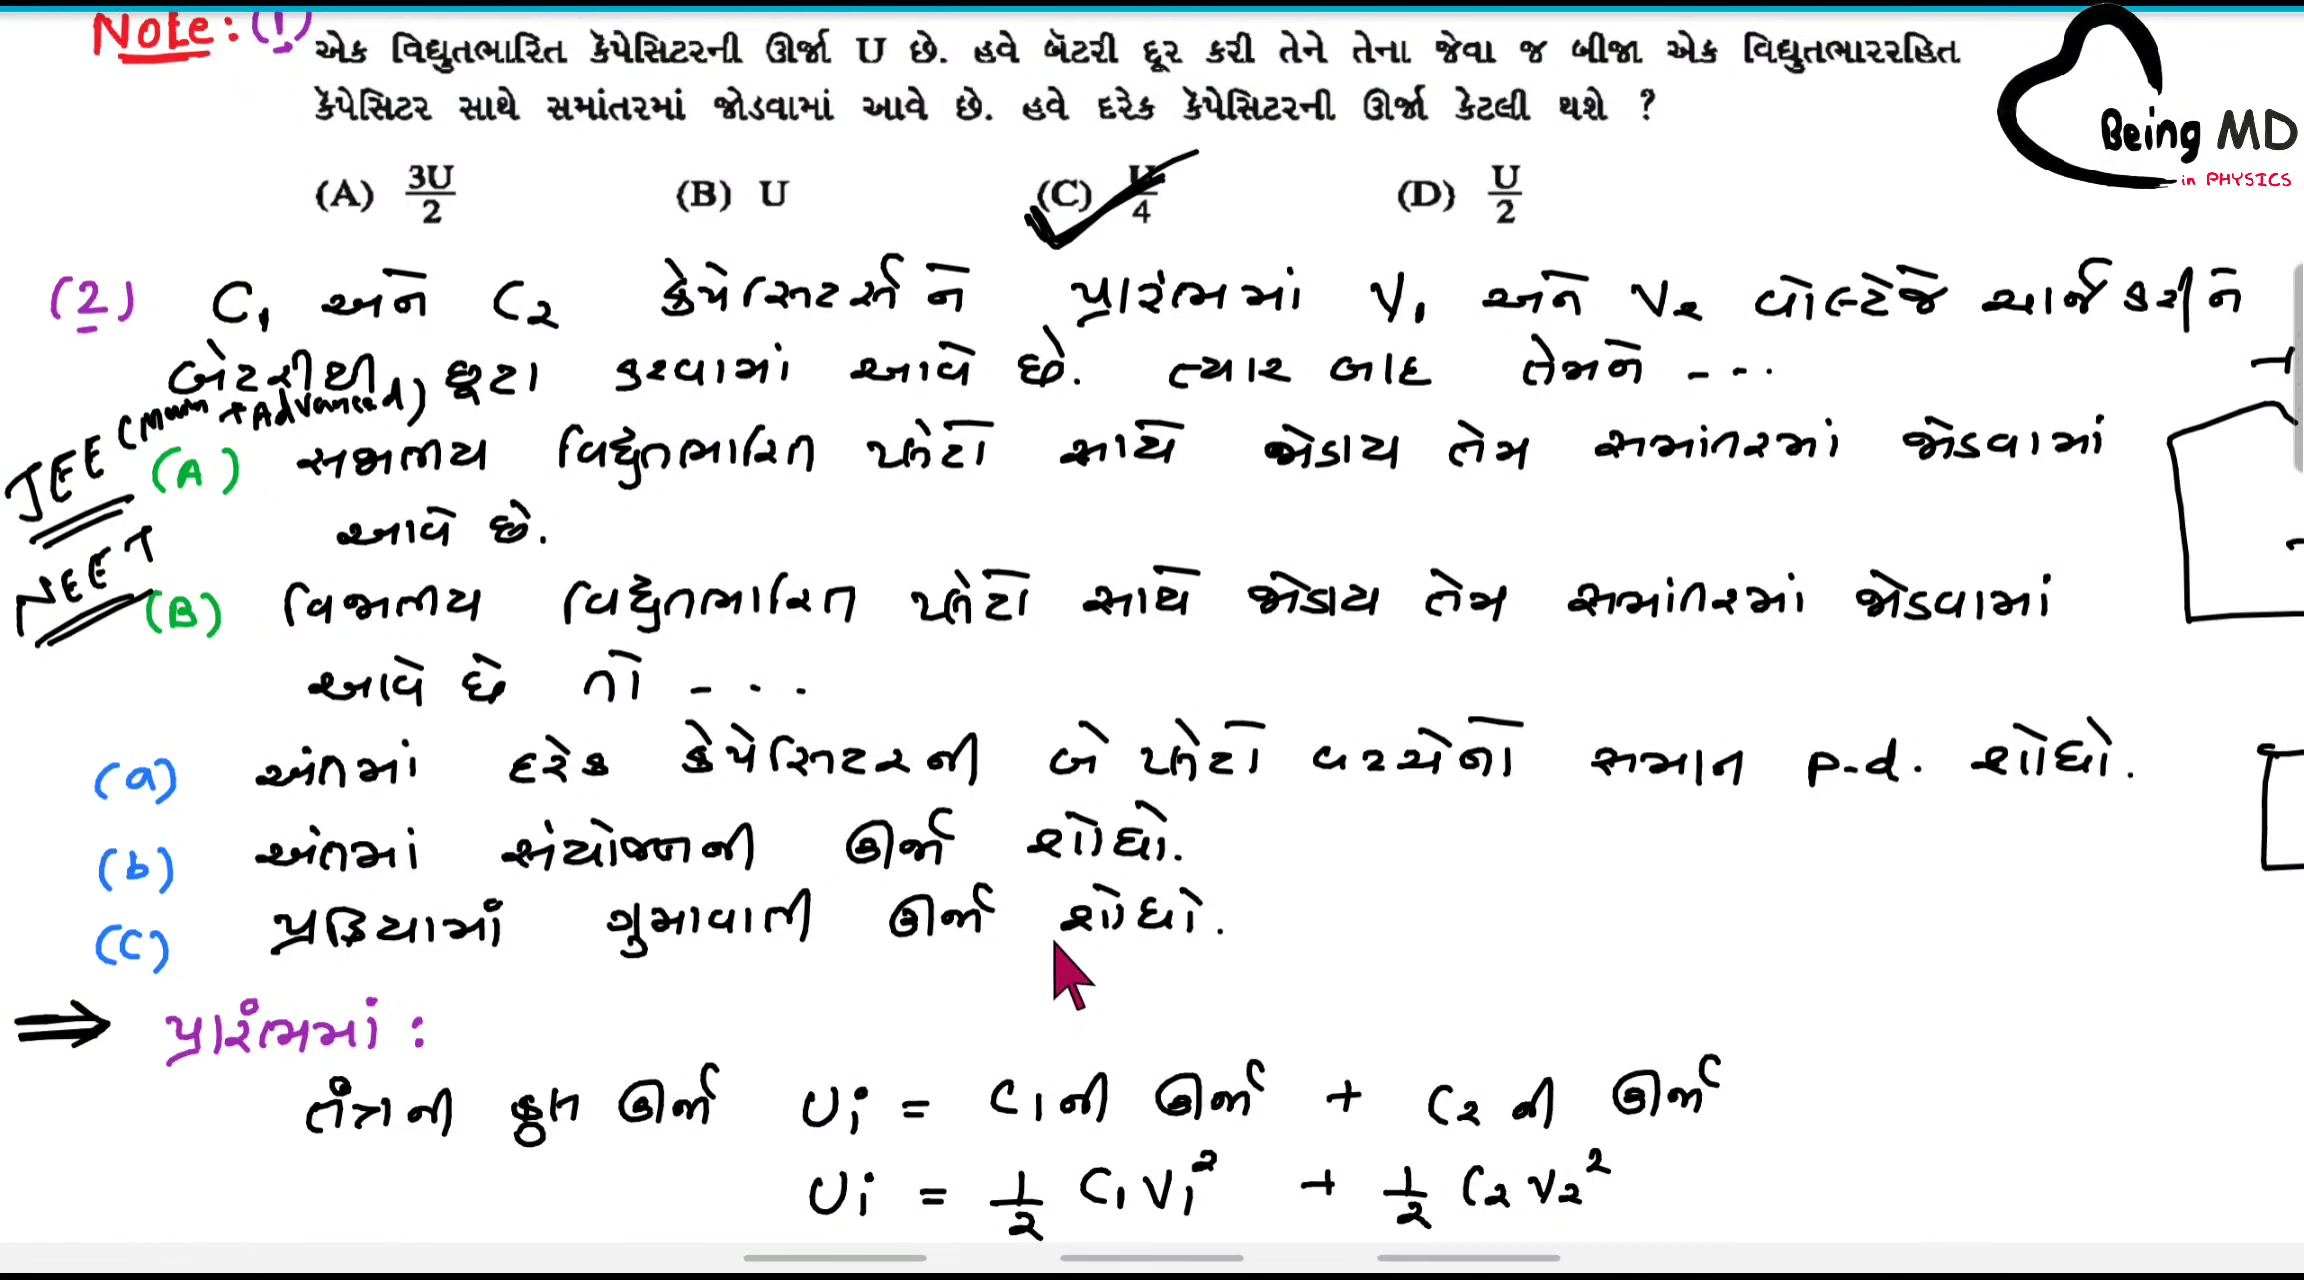 Note: (1) એક વિદ્યુતભારિત કૅપેસિટરની ઊર્જા U છે. હવે બૅટરી દૂર કરી તેને તેના જેવા જ બીજા એક વિદ્યુતભારરહિત
કૅપેસિટર સાથે સમાંતરમાં જોડવામાં આવે છે. હવે દરેક કૅપેસિટરની ઊર્જા કેટલી થશે ?
Being MD
in PHYSICS
(A) 3U/2 (B) U (C) U/4 (D) U/2
(2) C₁ અને C₂ કેપેસિટર્સને પ્રારંભમાં V₁ અને V₂ વોલ્ટેજે ચાર્જ કરીને
બેટરીથી છૂટા કરવામાં આવે છે. ત્યાર બાદ તેમને - - -
JEE (Main + Advanced)
NEET
(A) સજાતીય વિદ્યુતભારિત પ્લેટો સાથે જોડાય તેમ સમાંતરમાં જોડવામાં
આવે છે.
(B) વિજાતીય વિદ્યુતભારિત પ્લેટો સાથે જોડાય તેમ સમાંતરમાં જોડવામાં
આવે છે તો - . .
(a) અંતમાં દરેક કેપેસિટરની બે પ્લેટો વચ્ચેનો સમાન p.d. શોધો.
(b) અંતમાં સંયોજનની ઊર્જા શોધો.
(c) પ્રક્રિયામાં ગુમાવાતી ઊર્જા શોધો.
⇒ પ્રારંભમાં :
તંત્રની કુલ ઊર્જા Ui = C₁ની ઊર્જા + C₂ ની ઊર્જા
Ui = 1/2 C₁V₁² + 1/2 C₂V₂²